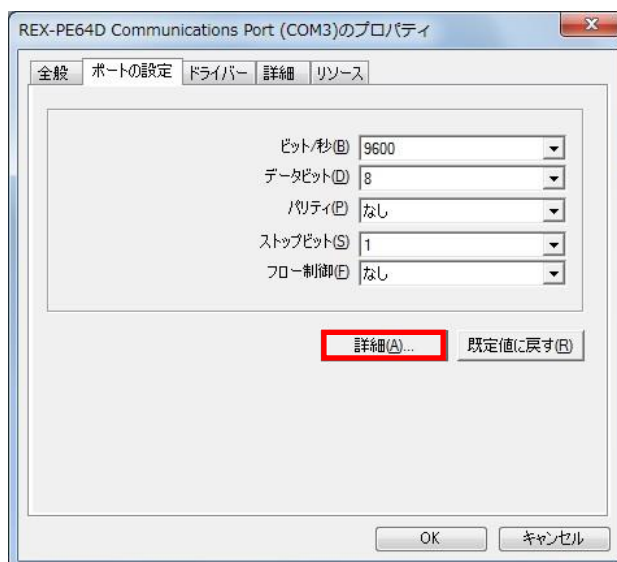 REX-PE64D Communications Port (COM3)のプロパティ
全般 ポートの設定 ドライバー 詳細 リソース
ビット/秒(B) 9600
データビット(D) 8
パリティ(P) なし
ストップビット(S) 1
フロー制御(F) なし
詳細(A)... 既定値に戻す(R)
OK キャンセル